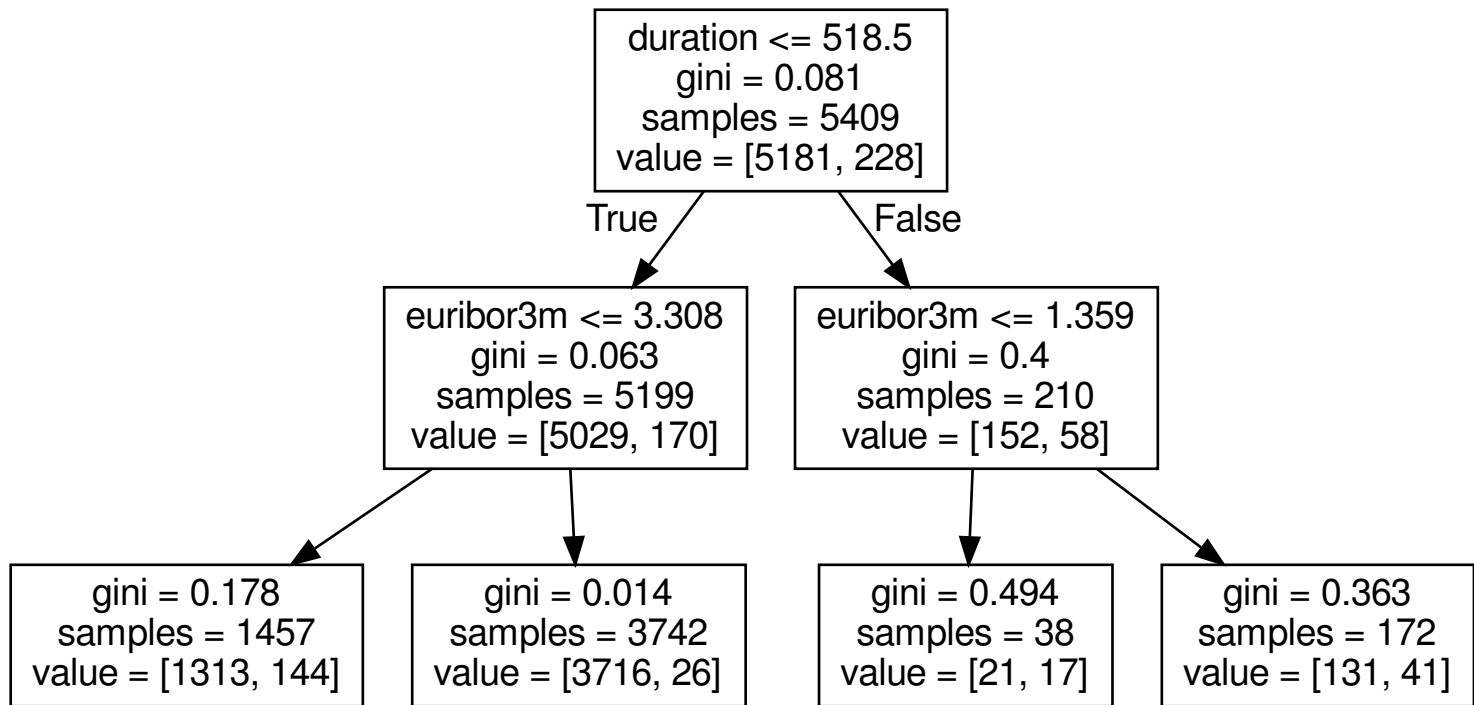 duration <= 518.5
gini = 0.081
samples = 5409
value = [5181, 228]
True
False
euribor3m <= 3.308
gini = 0.063
samples = 5199
value = [5029, 170]
euribor3m <= 1.359
gini = 0.4
samples = 210
value = [152, 58]
gini = 0.178
samples = 1457
value = [1313, 144]
gini = 0.014
samples = 3742
value = [3716, 26]
gini = 0.494
samples = 38
value = [21, 17]
gini = 0.363
samples = 172
value = [131, 41]